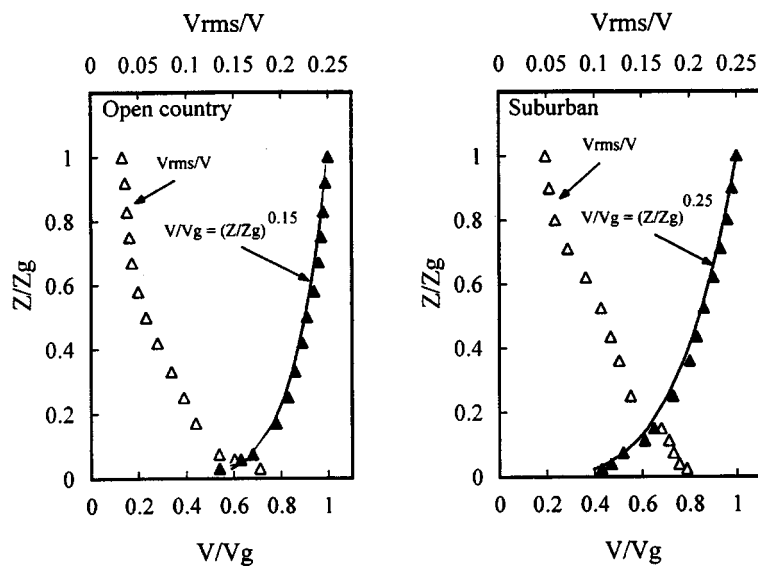 Vrms/V
0 0.05 0.1 0.15 0.2 0.25
Open country
Vrms/V
V/Vg = (Z/Zg)^0.15
Z/Zg
1
0.8
0.6
0.4
0.2
0
0 0.2 0.4 0.6 0.8 1
V/Vg
Vrms/V
0 0.05 0.1 0.15 0.2 0.25
Suburban
Vrms/V
V/Vg = (Z/Zg)^0.25
Z/Zg
1
0.8
0.6
0.4
0.2
0
0 0.2 0.4 0.6 0.8 1
V/Vg